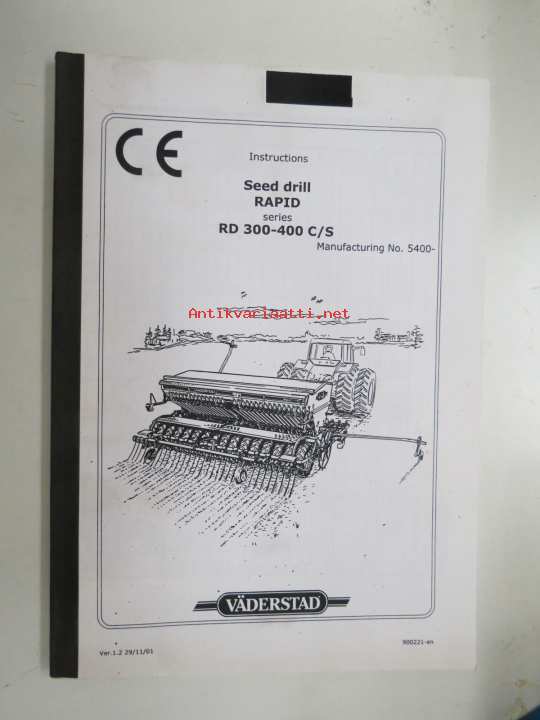 CE
Instructions
Seed drill
RAPID
series
RD 300-400 C/S
Manufacturing No. 5400-
Antikvariaatti.net
VÄDERSTAD
Ver.1.2 29/11/01
900221-en